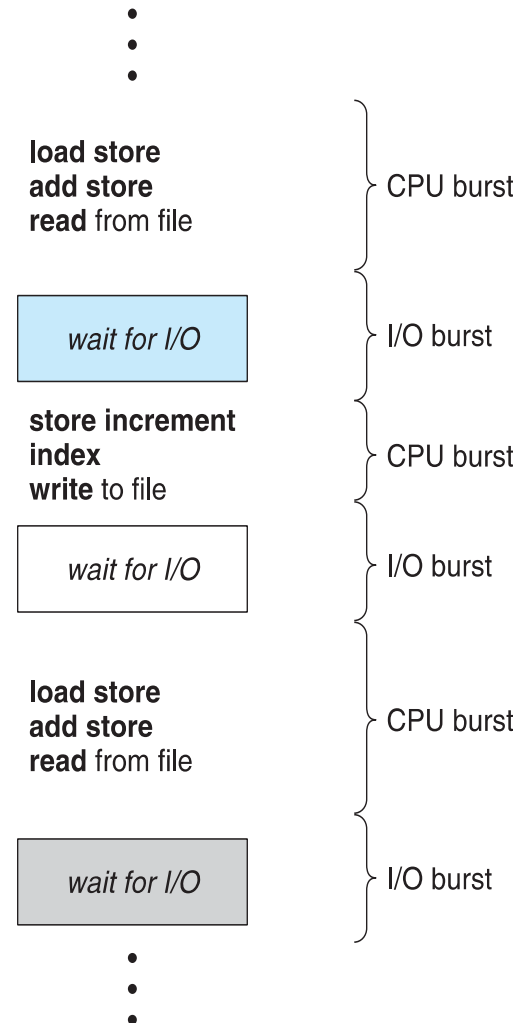 load store
add store
read from file
CPU burst
wait for I/O
I/O burst
store increment
index
write to file
CPU burst
wait for I/O
I/O burst
load store
add store
read from file
CPU burst
wait for I/O
I/O burst